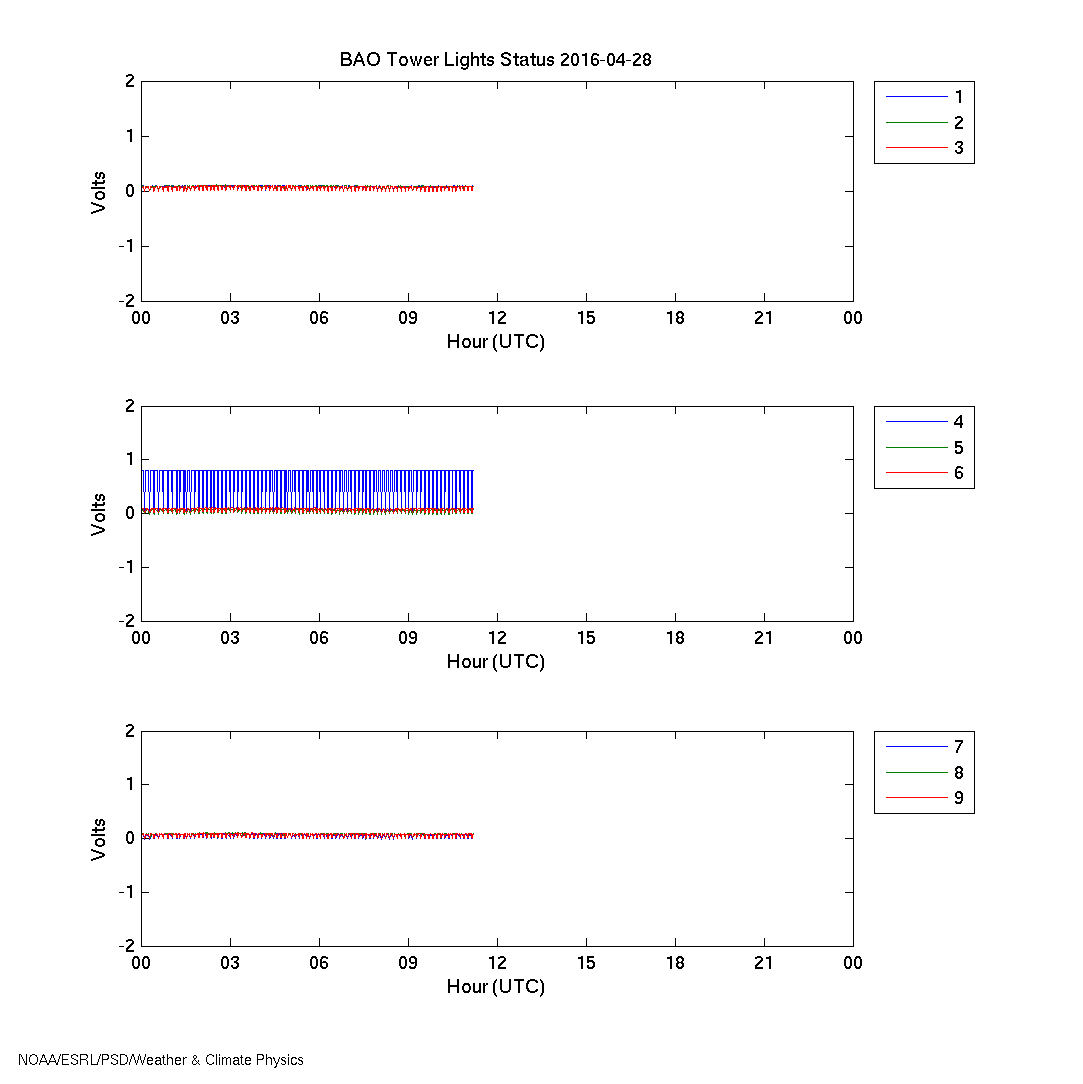 BAO Tower Lights Status 2016-04-28
2
1
0
-1
-2
Volts
00 03 06 09 12 15 18 21 00
Hour (UTC)
1
2
3
2
1
0
-1
-2
Volts
00 03 06 09 12 15 18 21 00
Hour (UTC)
4
5
6
2
1
0
-1
-2
Volts
00 03 06 09 12 15 18 21 00
Hour (UTC)
7
8
9
NOAA/ESRL/PSD/Weather & Climate Physics